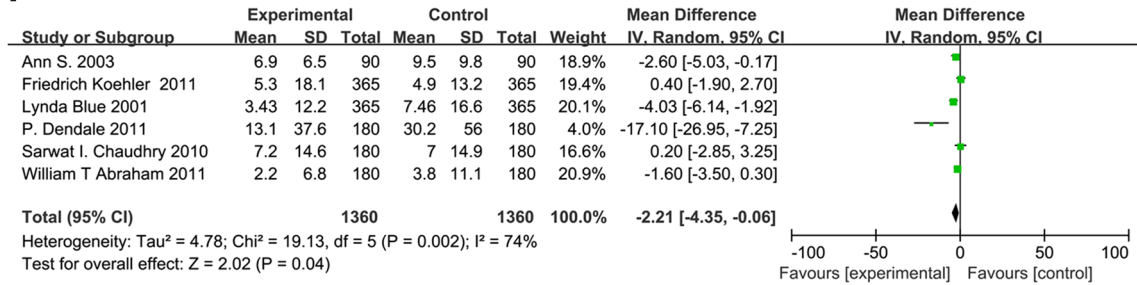 Experimental Control Mean Difference Mean Difference
Study or Subgroup Mean SD Total Mean SD Total Weight IV, Random, 95% CI IV, Random, 95% CI
Ann S. 2003 6.9 6.5 90 9.5 9.8 90 18.9% -2.60 [-5.03, -0.17]
Friedrich Koehler 2011 5.3 18.1 365 4.9 13.2 365 19.4% 0.40 [-1.90, 2.70]
Lynda Blue 2001 3.43 12.2 365 7.46 16.6 365 20.1% -4.03 [-6.14, -1.92]
P. Dendale 2011 13.1 37.6 180 30.2 56 180 4.0% -17.10 [-26.95, -7.25]
Sarwat I. Chaudhry 2010 7.2 14.6 180 7 14.9 180 16.6% 0.20 [-2.85, 3.25]
William T Abraham 2011 2.2 6.8 180 3.8 11.1 180 20.9% -1.60 [-3.50, 0.30]
Total (95% CI) 1360 1360 100.0% -2.21 [-4.35, -0.06]
Heterogeneity: Tau² = 4.78; Chi² = 19.13, df = 5 (P = 0.002); I² = 74%
Test for overall effect: Z = 2.02 (P = 0.04)
-100 -50 0 50 100
Favours [experimental] Favours [control]